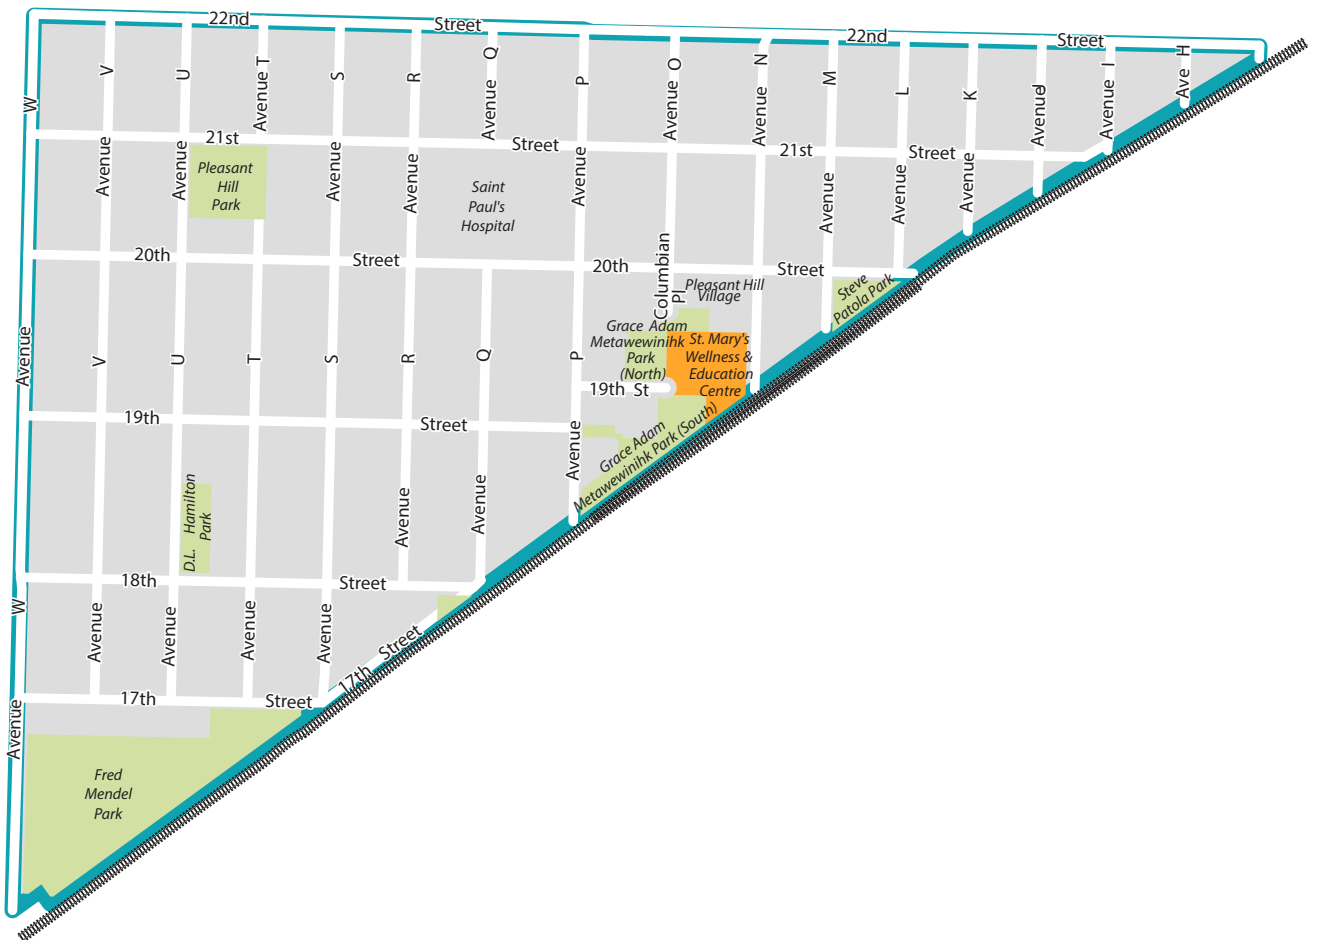 22nd Street 22nd Street
W
V
U
Avenue T
S
R
Avenue Q
P
Avenue O
Avenue N
M
L
K
Avenue J
Avenue I
Ave H
21st Street 21st Street
Avenue
Avenue
Avenue
Avenue
Avenue
Avenue
Avenue
Avenue
Pleasant
Hill
Park
Saint
Paul's
Hospital
20th Street 20th Street
Columbian
Pl
Pleasant Hill
Village
Steve
Patola Park
Avenue
V
U
T
S
R
Q
P
Grace Adam
Metawewinihk
Park
(North)
St. Mary's
Wellness &
Education
Centre
19th St
19th Street
Grace Adam
Metawewinihk Park (South)
Avenue
Avenue
Avenue
D.L. Hamilton
Park
18th Street
W
Avenue
Avenue
Avenue
Avenue
17th Street
17th Street
Avenue
Fred
Mendel
Park